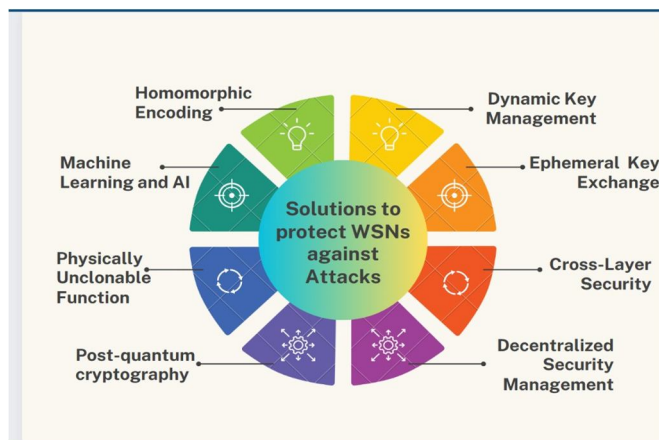 Homomorphic
Encoding
Dynamic Key
Management
Machine
Learning and AI
Ephemeral Key
Exchange
Solutions to
protect WSNs
against
Attacks
Physically
Unclonable
Function
Cross-Layer
Security
Post-quantum
cryptography
Decentralized
Security
Management